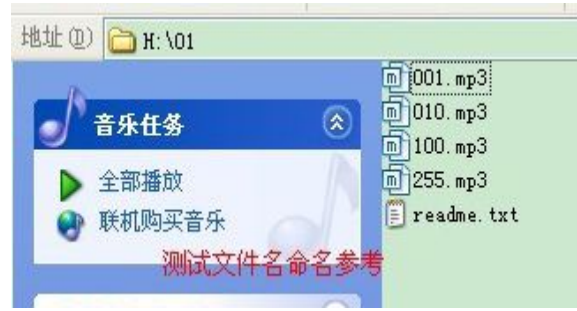 地址(D) H:\01
音乐任务
全部播放
联机购买音乐
测试文件名命名参考
001.mp3
010.mp3
100.mp3
255.mp3
readme.txt